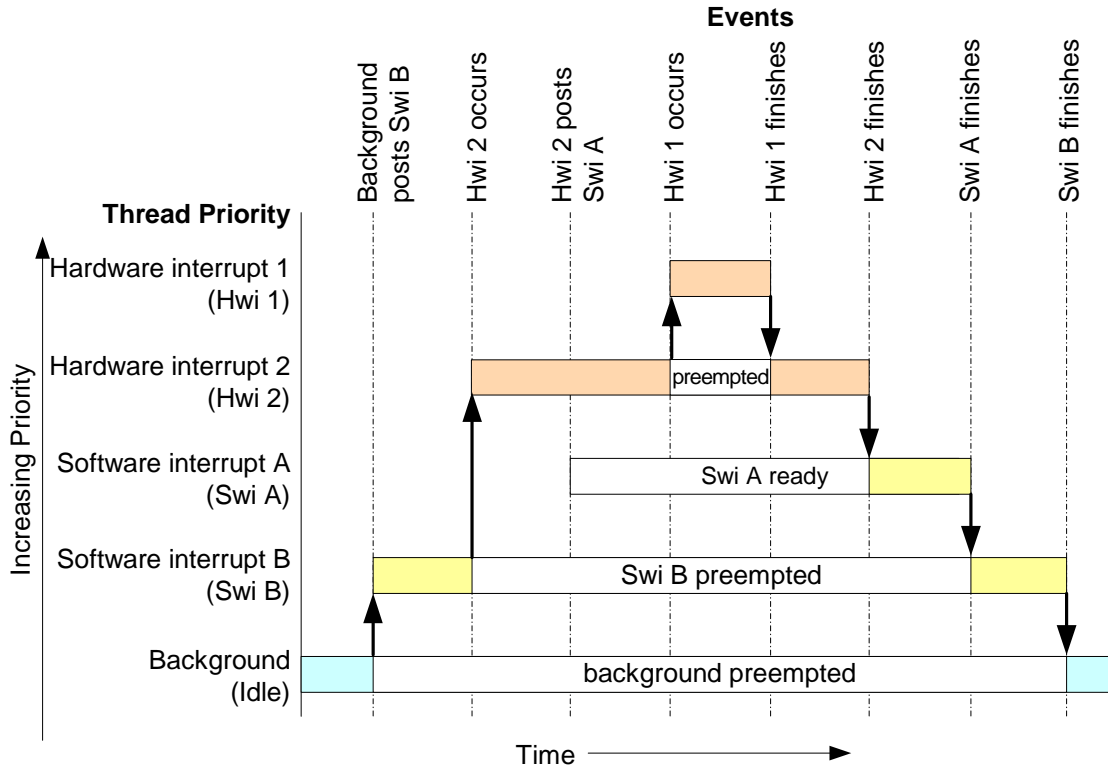 Events
Background
posts Swi B
Hwi 2 occurs
Hwi 2 posts
Swi A
Hwi 1 occurs
Hwi 1 finishes
Hwi 2 finishes
Swi A finishes
Swi B finishes
Thread Priority
Increasing Priority
Hardware interrupt 1
(Hwi 1)
Hardware interrupt 2
(Hwi 2)
preempted
Software interrupt A
(Swi A)
Swi A ready
Software interrupt B
(Swi B)
Swi B preempted
Background
(Idle)
background preempted
Time